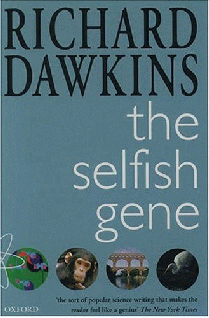 RICHARD
DAWKINS
the
selfish
gene
'the sort of popular science writing that makes the
reader feel like a genius' The New York Times
OXFORD